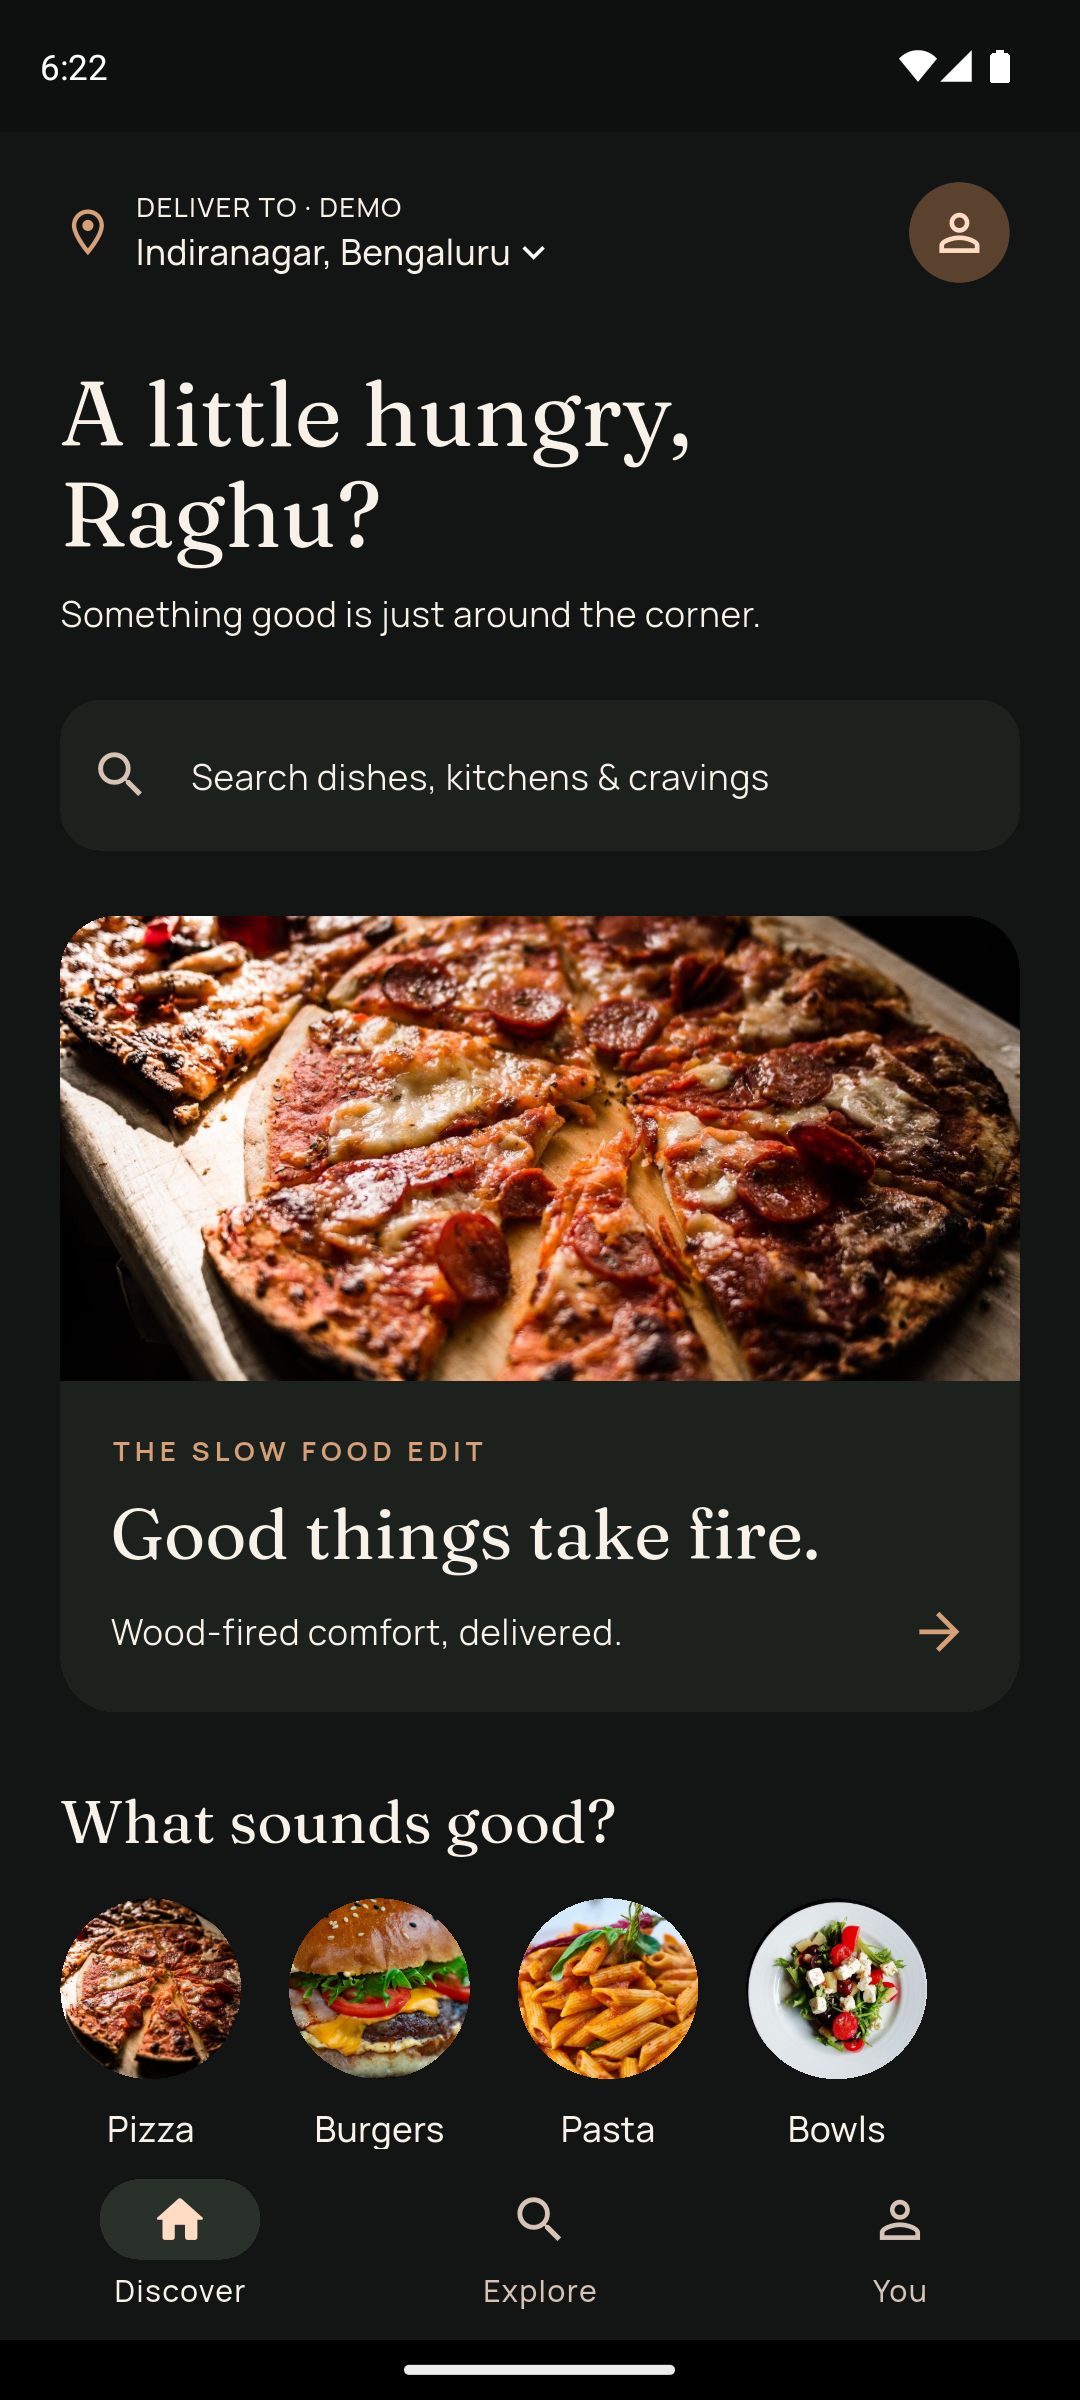 6:22
DELIVER TO · DEMO
Indiranagar, Bengaluru
A little hungry,
Raghu?
Something good is just around the corner.
Search dishes, kitchens & cravings
THE SLOW FOOD EDIT
Good things take fire.
Wood-fired comfort, delivered.
What sounds good?
Pizza Burgers Pasta Bowls
Discover Explore You